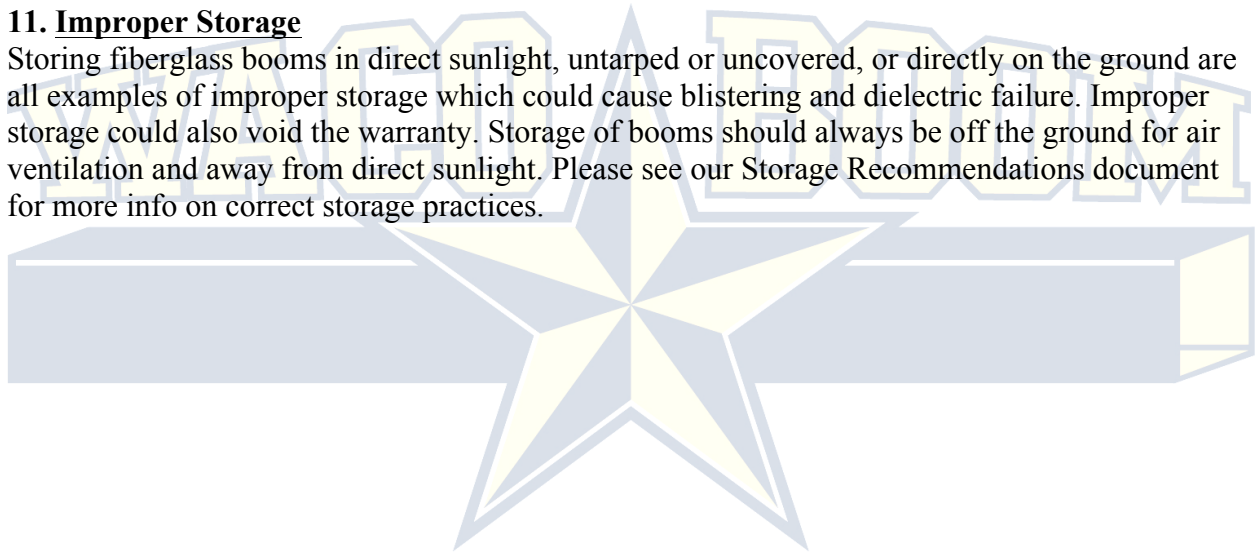 WACO BOOM
11. Improper Storage
Storing fiberglass booms in direct sunlight, untarped or uncovered, or directly on the ground are
all examples of improper storage which could cause blistering and dielectric failure. Improper
storage could also void the warranty. Storage of booms should always be off the ground for air
ventilation and away from direct sunlight. Please see our Storage Recommendations document
for more info on correct storage practices.